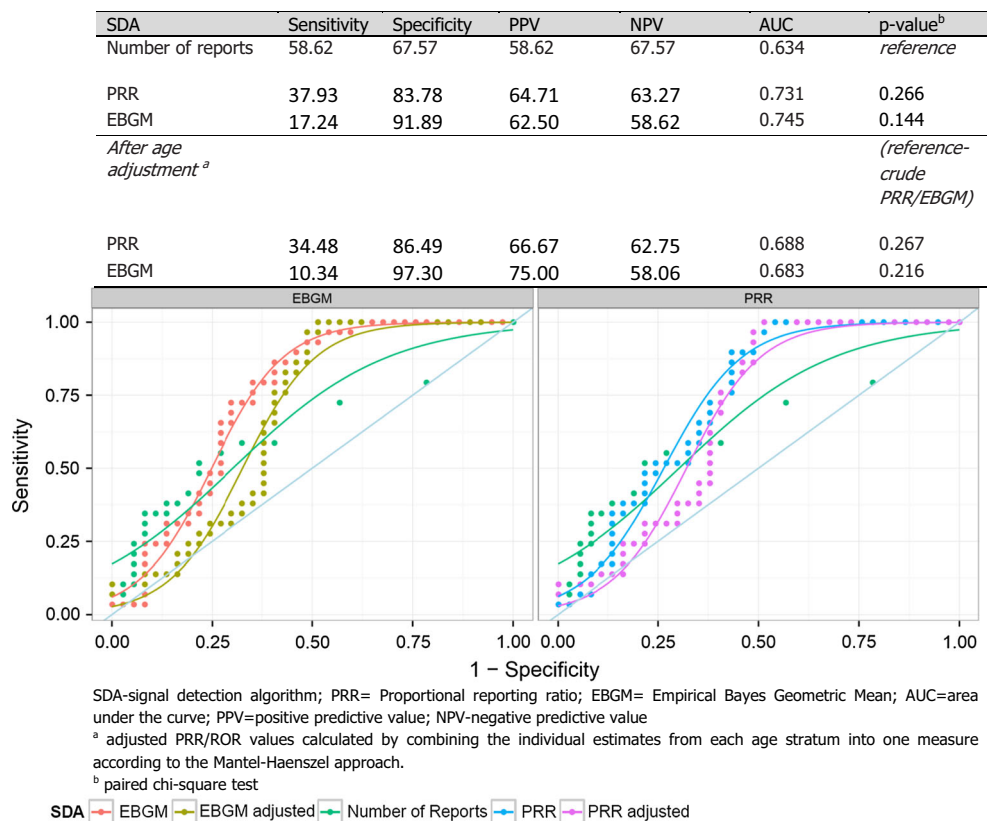 SDA Sensitivity Specificity PPV NPV AUC p-valueᵇ
Number of reports 58.62 67.57 58.62 67.57 0.634 reference
PRR 37.93 83.78 64.71 63.27 0.731 0.266
EBGM 17.24 91.89 62.50 58.62 0.745 0.144
After age (reference-
adjustment ᵃ crude
PRR/EBGM)
PRR 34.48 86.49 66.67 62.75 0.688 0.267
EBGM 10.34 97.30 75.00 58.06 0.683 0.216
EBGM PRR
1.00
0.75
0.50
0.25
0.00
Sensitivity
0.00 0.25 0.50 0.75 1.00 0.00 0.25 0.50 0.75 1.00
1 − Specificity
SDA-signal detection algorithm; PRR= Proportional reporting ratio; EBGM= Empirical Bayes Geometric Mean; AUC=area
under the curve; PPV=positive predictive value; NPV-negative predictive value
ᵃ adjusted PRR/ROR values calculated by combining the individual estimates from each age stratum into one measure
according to the Mantel-Haenszel approach.
ᵇ paired chi-square test
SDA EBGM EBGM adjusted Number of Reports PRR PRR adjusted